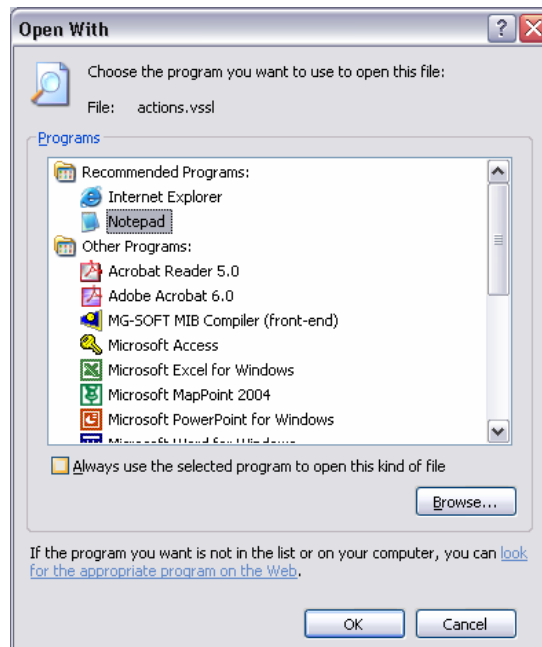 Open With
Choose the program you want to use to open this file:
File: actions.vssl
Programs
Recommended Programs:
Internet Explorer
Notepad
Other Programs:
Acrobat Reader 5.0
Adobe Acrobat 6.0
MG-SOFT MIB Compiler (front-end)
Microsoft Access
Microsoft Excel for Windows
Microsoft MapPoint 2004
Microsoft PowerPoint for Windows
Microsoft Word for Windows
Always use the selected program to open this kind of file
Browse...
If the program you want is not in the list or on your computer, you can look
for the appropriate program on the Web.
OK Cancel